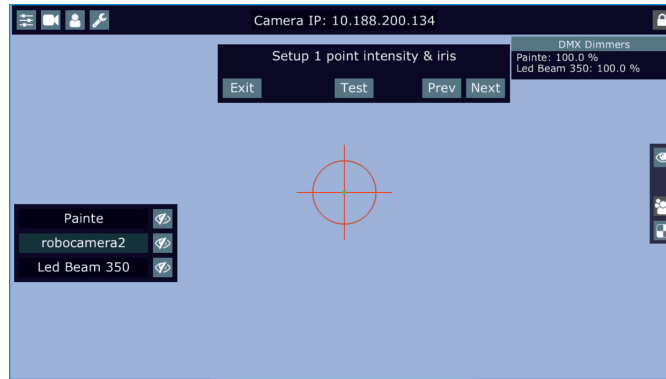 Camera IP: 10.188.200.134
Setup 1 point intensity & iris
Exit Test Prev Next
DMX Dimmers
Painte: 100.0 %
Led Beam 350: 100.0 %
Painte
robocamera2
Led Beam 350